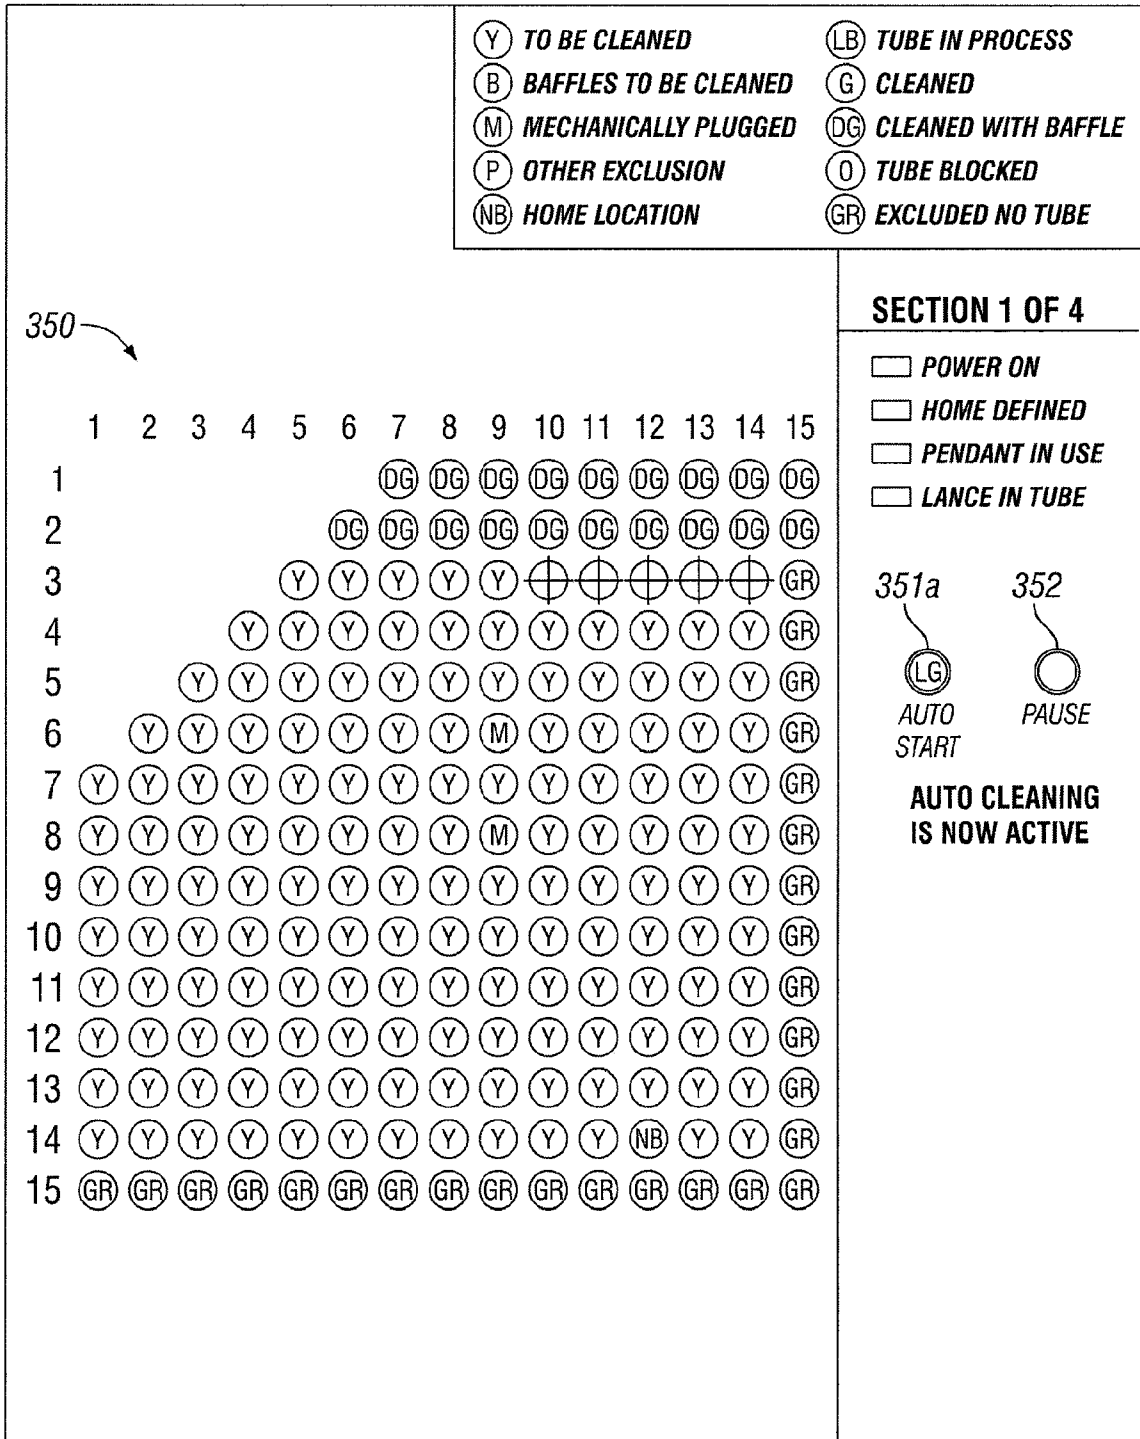 Y TO BE CLEANED LB TUBE IN PROCESS
B BAFFLES TO BE CLEANED G CLEANED
M MECHANICALLY PLUGGED DG CLEANED WITH BAFFLE
P OTHER EXCLUSION O TUBE BLOCKED
NB HOME LOCATION GR EXCLUDED NO TUBE
350
1 2 3 4 5 6 7 8 9 10 11 12 13 14 15
1 DG DG DG DG DG DG DG DG DG
2 DG DG DG DG DG DG DG DG DG DG
3 Y Y Y Y Y GR
4 Y Y Y Y Y Y Y Y Y Y Y GR
5 Y Y Y Y Y Y Y Y Y Y Y Y GR
6 Y Y Y Y Y Y Y M Y Y Y Y Y GR
7 Y Y Y Y Y Y Y Y Y Y Y Y Y Y GR
8 Y Y Y Y Y Y Y Y M Y Y Y Y Y GR
9 Y Y Y Y Y Y Y Y Y Y Y Y Y Y GR
10 Y Y Y Y Y Y Y Y Y Y Y Y Y Y GR
11 Y Y Y Y Y Y Y Y Y Y Y Y Y Y GR
12 Y Y Y Y Y Y Y Y Y Y Y Y Y Y GR
13 Y Y Y Y Y Y Y Y Y Y Y Y Y Y GR
14 Y Y Y Y Y Y Y Y Y Y Y NB Y Y GR
15 GR GR GR GR GR GR GR GR GR GR GR GR GR GR GR
SECTION 1 OF 4
POWER ON
HOME DEFINED
PENDANT IN USE
LANCE IN TUBE
351a 352
LG
AUTO PAUSE
START
AUTO CLEANING
IS NOW ACTIVE